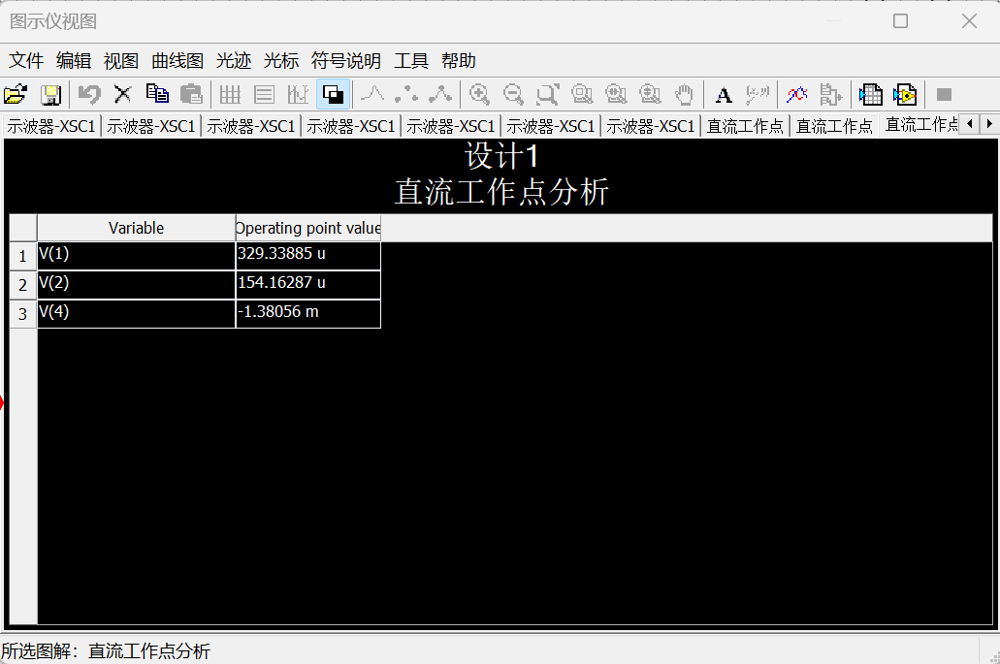 图示仪视图
文件 编辑 视图 曲线图 光迹 光标 符号说明 工具 帮助
示波器-XSC1 示波器-XSC1 示波器-XSC1 示波器-XSC1 示波器-XSC1 示波器-XSC1 示波器-XSC1 直流工作点 直流工作点 直流工作点
设计1
直流工作点分析
Variable Operating point value
1 V(1) 329.33885 u
2 V(2) 154.16287 u
3 V(4) -1.38056 m
所选图解：直流工作点分析